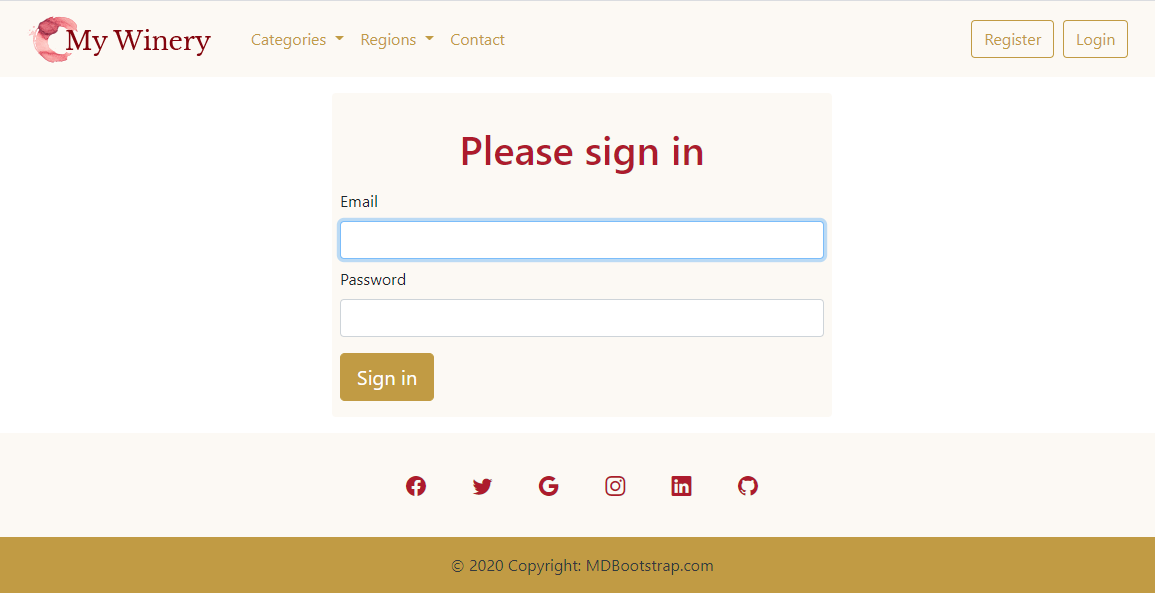 My Winery Categories Regions Contact Register Login
Please sign in
Email
Password
Sign in
© 2020 Copyright: MDBootstrap.com